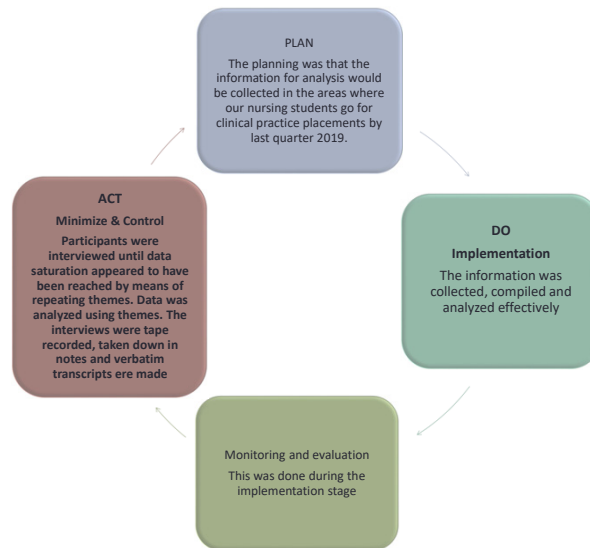 PLAN
The planning was that the
information for analysis would
be collected in the areas where
our nursing students go for
clinical practice placements by
last quarter 2019.
DO
Implementation
The information was
collected, compiled and
analyzed effectively
Monitoring and evaluation
This was done during the
implementation stage
ACT
Minimize & Control
Participants were
interviewed until data
saturation appeared to have
been reached by means of
repeating themes. Data was
analyzed using themes. The
interviews were tape
recorded, taken down in
notes and verbatim
transcripts ere made